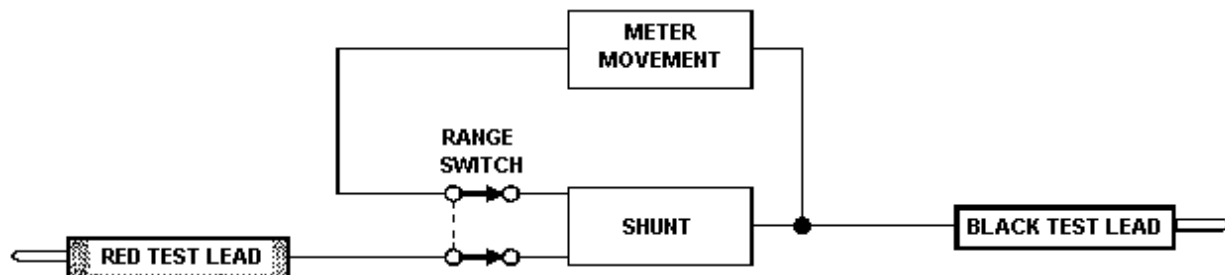 METER
MOVEMENT
RANGE
SWITCH
SHUNT
BLACK TEST LEAD
RED TEST LEAD